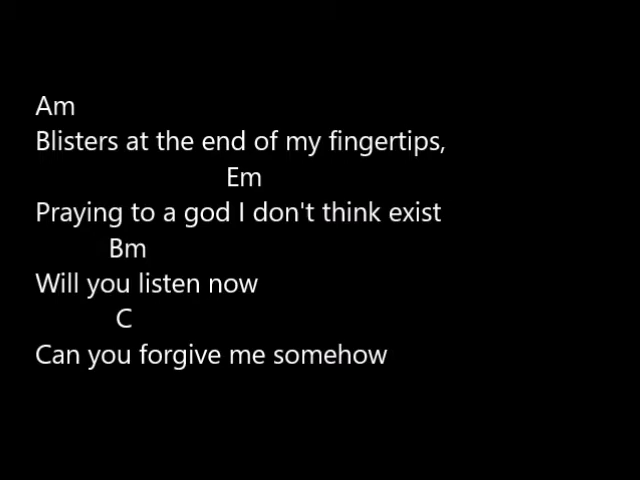 Am
Blisters at the end of my fingertips,
Em
Praying to a god I don't think exist
Bm
Will you listen now
C
Can you forgive me somehow